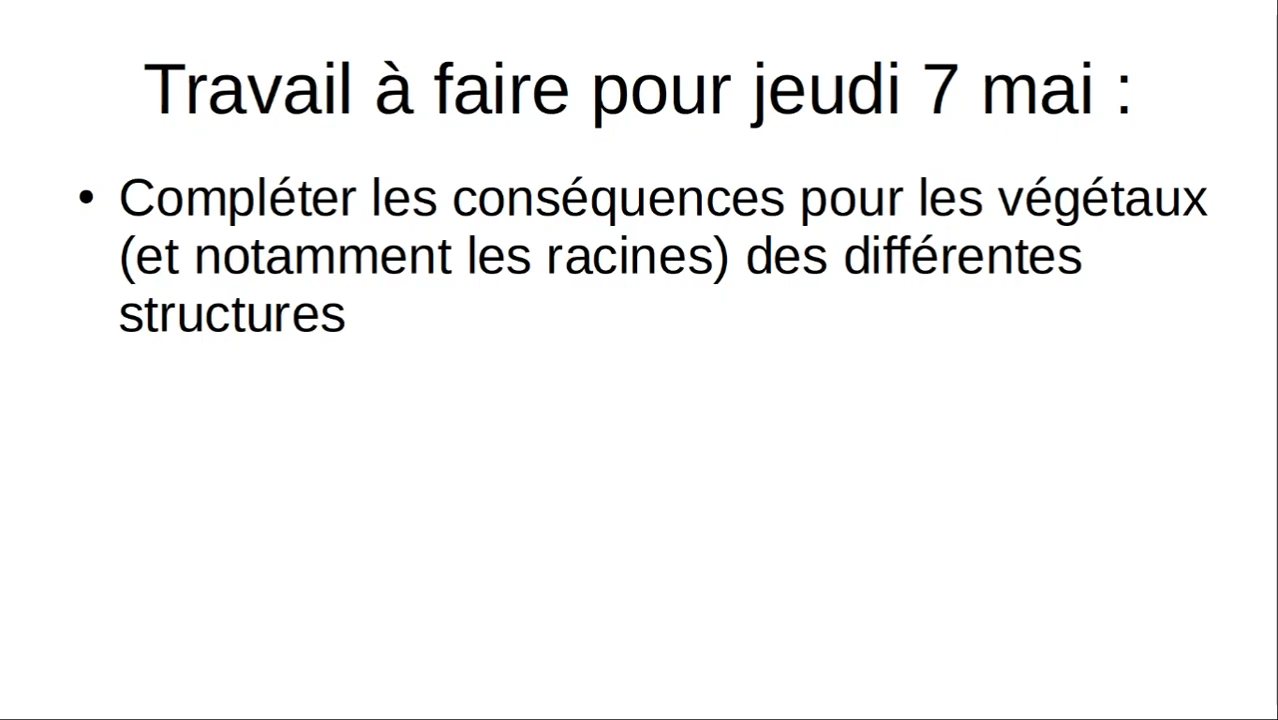 Travail à faire pour jeudi 7 mai :
• Compléter les conséquences pour les végétaux
(et notamment les racines) des différentes
structures